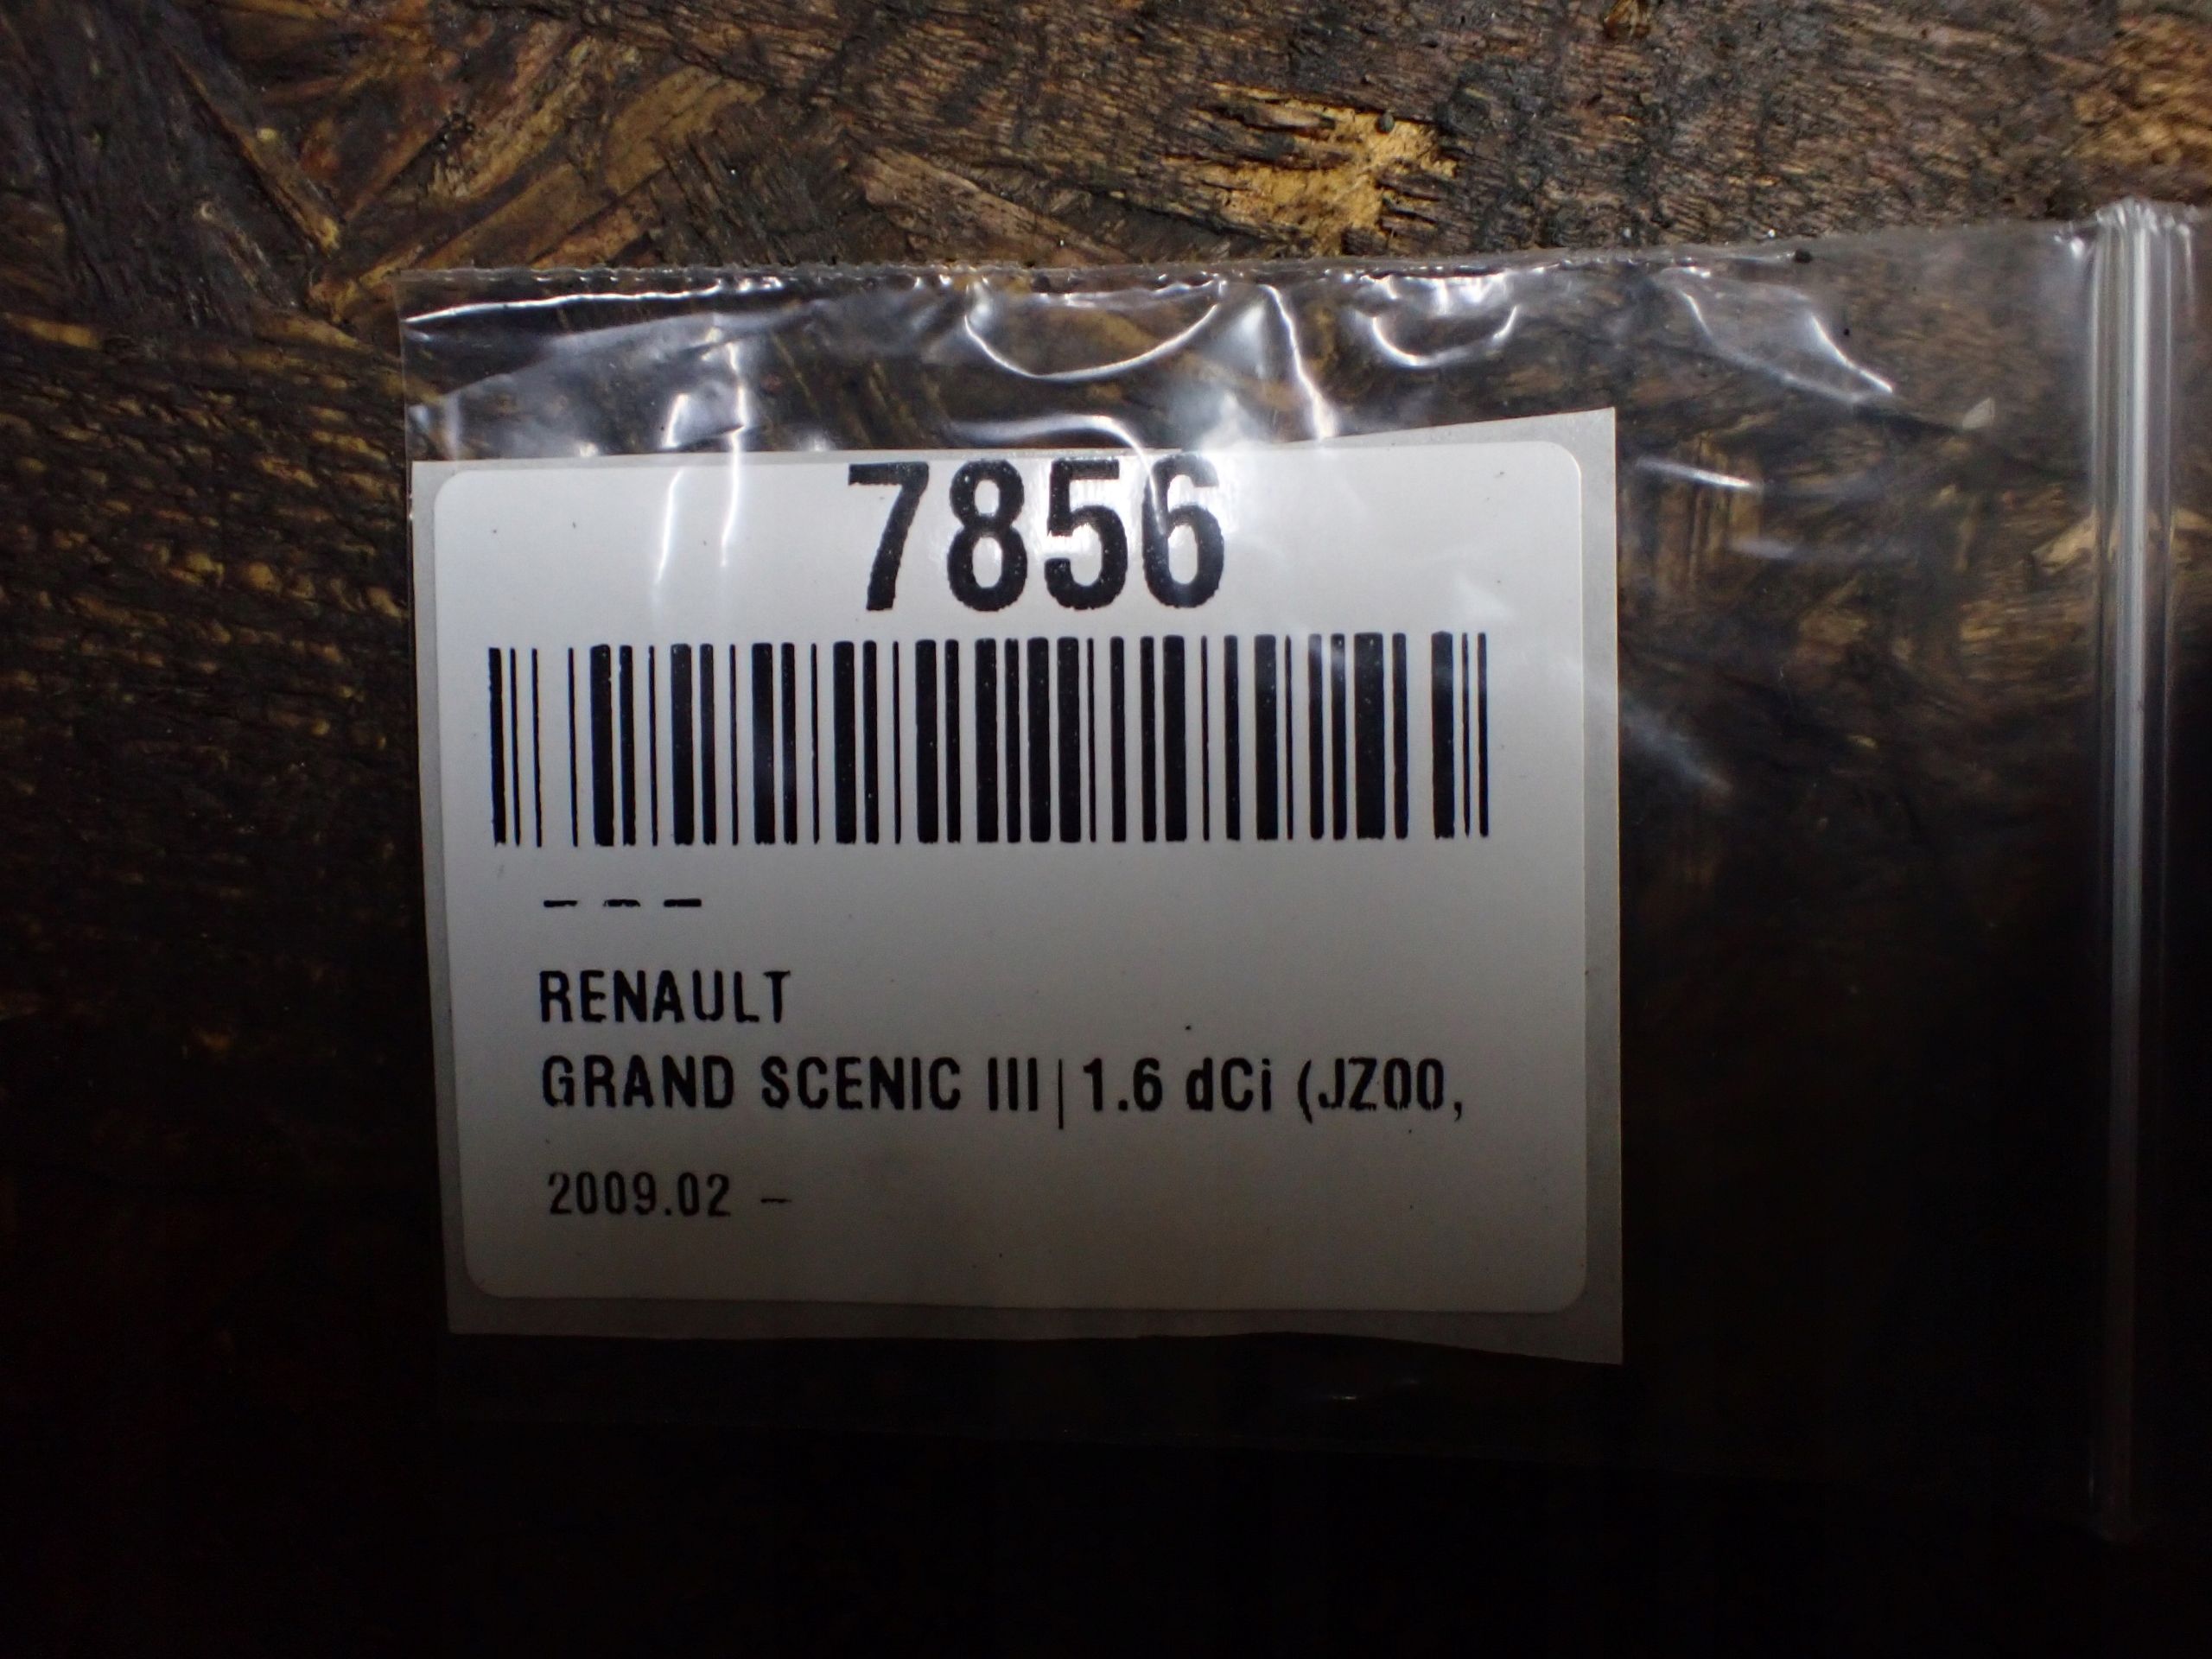 7856
RENAULT
GRAND SCENIC III|1.6 dCi (JZ00,
2009.02 –